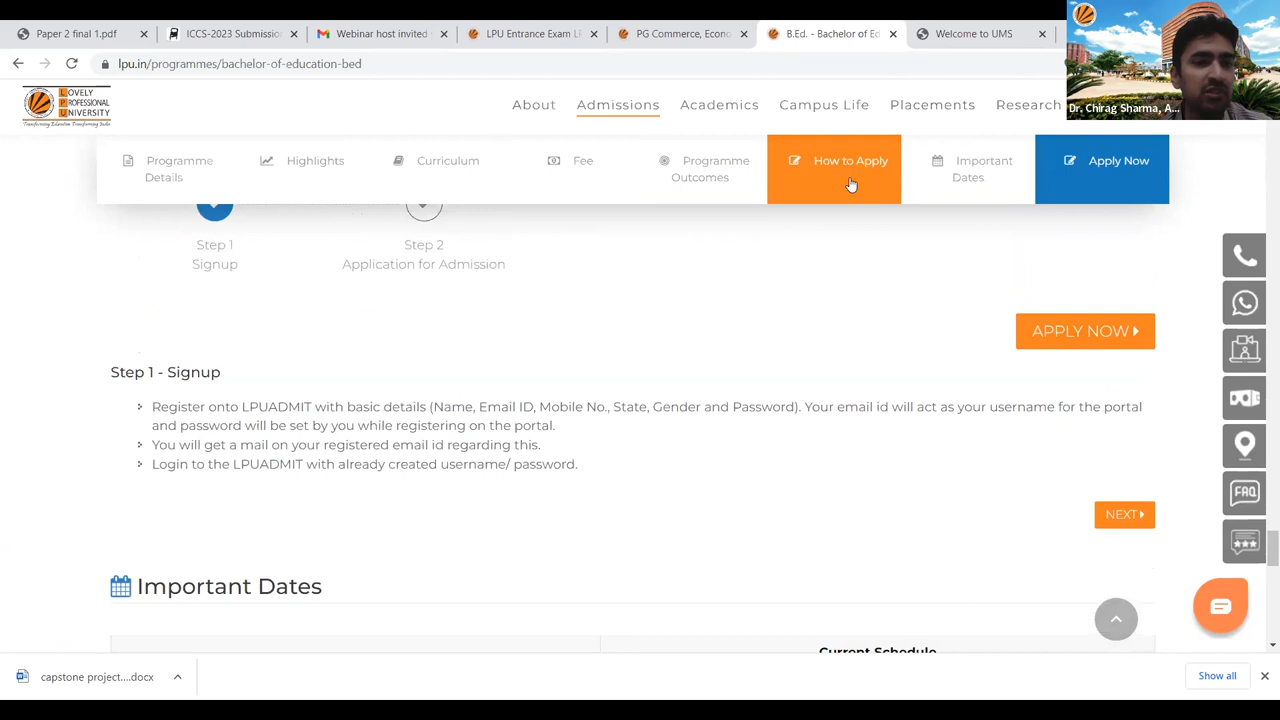 Paper 2 final 1.pdf
ICCS-2023 Submissio
Webinar host invited
LPU Entrance Exam LP
PG Commerce, Econo
B.Ed. - Bachelor of Ed
Welcome to UMS
lpu.in/programmes/bachelor-of-education-bed
Dr. Chirag Sharma, A...
LOVELY
PROFESSIONAL
UNIVERSITY
Transforming Education Transforming India
About
Admissions
Academics
Campus Life
Placements
Research
Programme
Details
Highlights
Curriculum
Fee
Programme
Outcomes
How to Apply
Important
Dates
Apply Now
Step 1
Signup
Step 2
Application for Admission
APPLY NOW
Step 1 - Signup
Register onto LPUADMIT with basic details (Name, Email ID, Mobile No., State, Gender and Password). Your email id will act as your username for the portal
and password will be set by you while registering on the portal.
You will get a mail on your registered email id regarding this.
Login to the LPUADMIT with already created username/ password.
NEXT
FAQ
Important Dates
Current Schedule
capstone project....docx
Show all